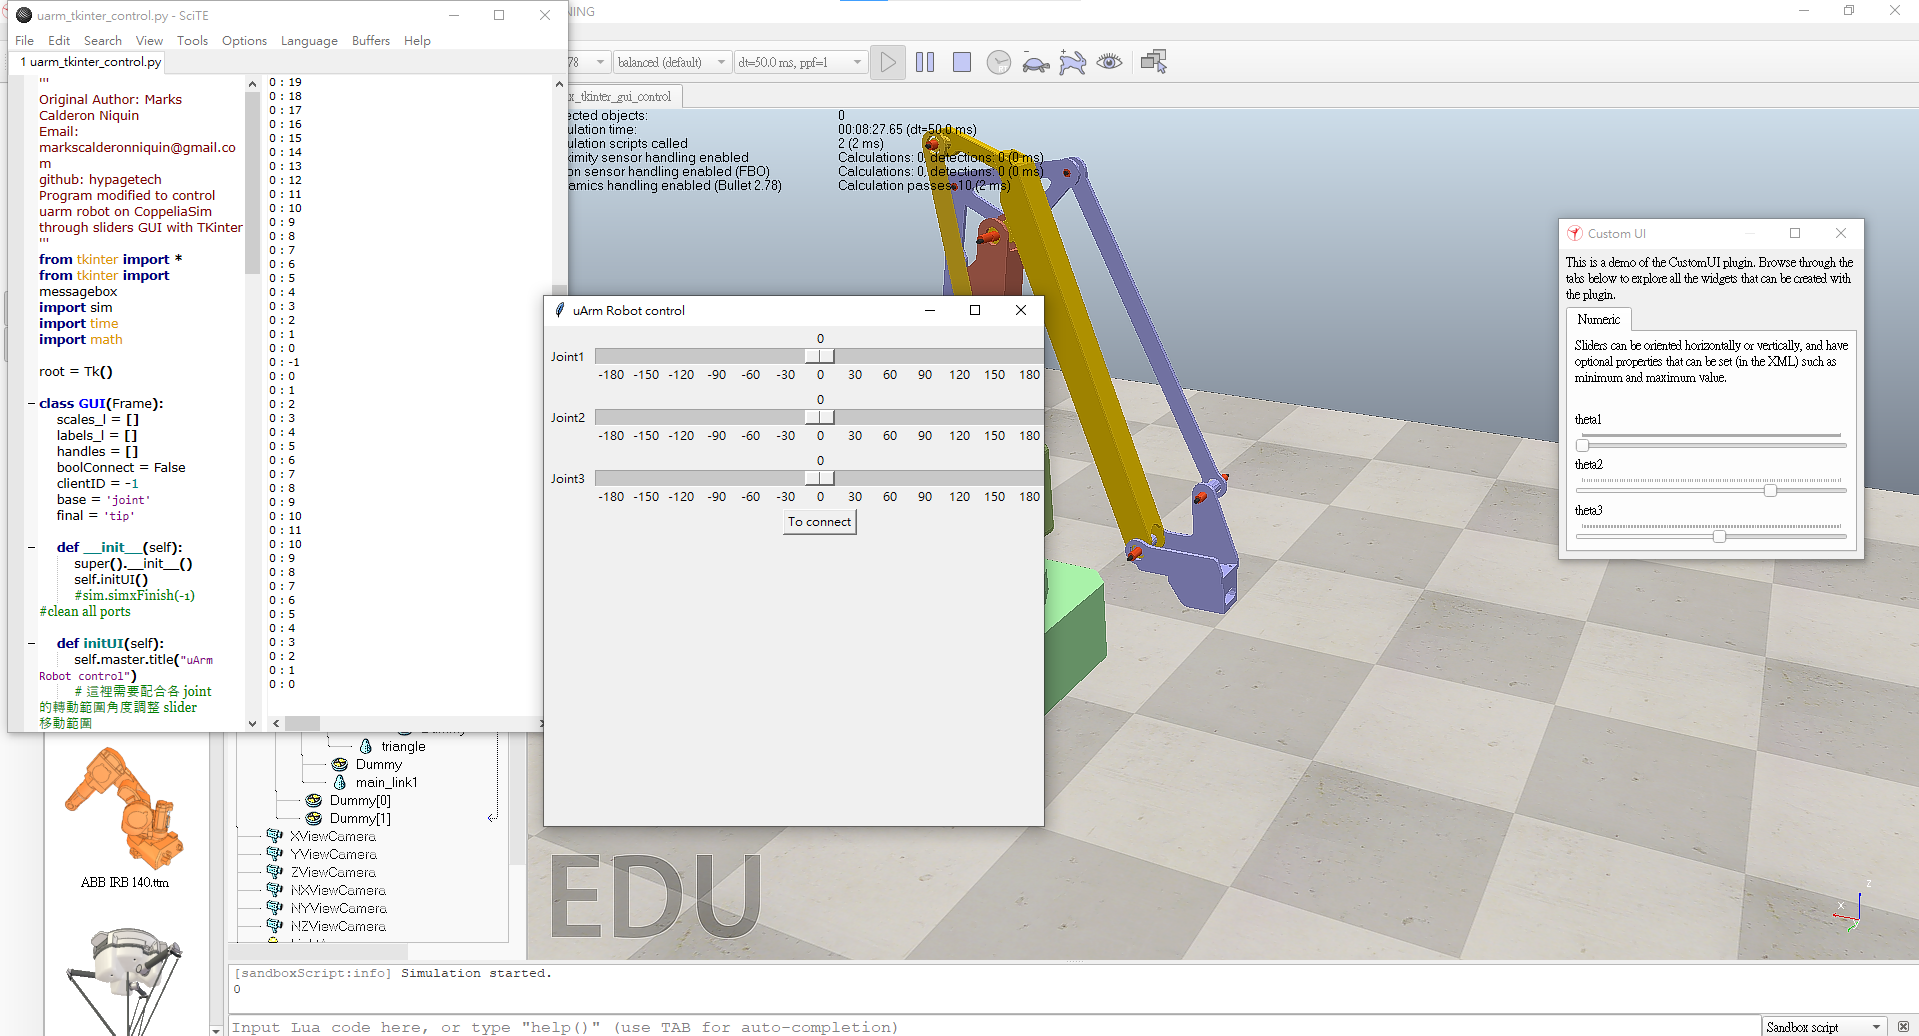 uarm_tkinter_control.py - SciTE
File Edit Search View Tools Options Language Buffers Help
1 uarm_tkinter_control.py
'''
Original Author: Marks
Calderon Niquin
Email:
markscalderonniquin@gmail.co
m
github: hypagetech
Program modified to control
uarm robot on CoppeliaSim
through sliders GUI with TKinter
'''
from tkinter import *
from tkinter import
messagebox
import sim
import time
import math
root = Tk()
class GUI(Frame):
scales_l = []
labels_l = []
handles = []
boolConnect = False
clientID = -1
base = 'joint'
final = 'tip'
def __init__(self):
super().__init__()
self.initUI()
#sim.simxFinish(-1)
#clean all ports
def initUI(self):
self.master.title("uArm
Robot control")
# 這裡需要配合各 joint
的轉動範圍角度調整 slider
移動範圍
0 : 19
0 : 18
0 : 17
0 : 16
0 : 15
0 : 14
0 : 13
0 : 12
0 : 11
0 : 10
0 : 9
0 : 8
0 : 7
0 : 6
0 : 5
0 : 4
0 : 3
0 : 2
0 : 1
0 : 0
0 : -1
0 : 0
0 : 1
0 : 2
0 : 3
0 : 4
0 : 5
0 : 6
0 : 7
0 : 8
0 : 9
0 : 10
0 : 11
0 : 10
0 : 9
0 : 8
0 : 7
0 : 6
0 : 5
0 : 4
0 : 3
0 : 2
0 : 1
0 : 0
NING
78 balanced (default) dt=50.0 ms, ppf=1
x_tkinter_gui_control
ected objects: 0
ulation time: 00:08:27.65 (dt=50.0 ms)
ulation scripts called 2 (2 ms)
ximity sensor handling enabled Calculations: 0, detections: 0 (0 ms)
on sensor handling enabled (FBO) Calculations: 0, detections: 0 (0 ms)
amics handling enabled (Bullet 2.78) Calculation passes: 10 (2 ms)
uArm Robot control
0
Joint1
-180 -150 -120 -90 -60 -30 0 30 60 90 120 150 180
0
Joint2
-180 -150 -120 -90 -60 -30 0 30 60 90 120 150 180
0
Joint3
-180 -150 -120 -90 -60 -30 0 30 60 90 120 150 180
To connect
Custom UI
This is a demo of the CustomUI plugin. Browse through the
tabs below to explore all the widgets that can be created with
the plugin.
Numeric
Sliders can be oriented horizontally or vertically, and have
optional properties that can be set (in the XML) such as
minimum and maximum value.
theta1
theta2
theta3
ABB IRB 140.ttm
triangle
Dummy
main_link1
Dummy[0]
Dummy[1]
XViewCamera
YViewCamera
ZViewCamera
NXViewCamera
NYViewCamera
NZViewCamera
EDU
z
x
y
[sandboxScript:info] Simulation started.
0
Input Lua code here, or type "help()" (use TAB for auto-completion)
Sandbox script